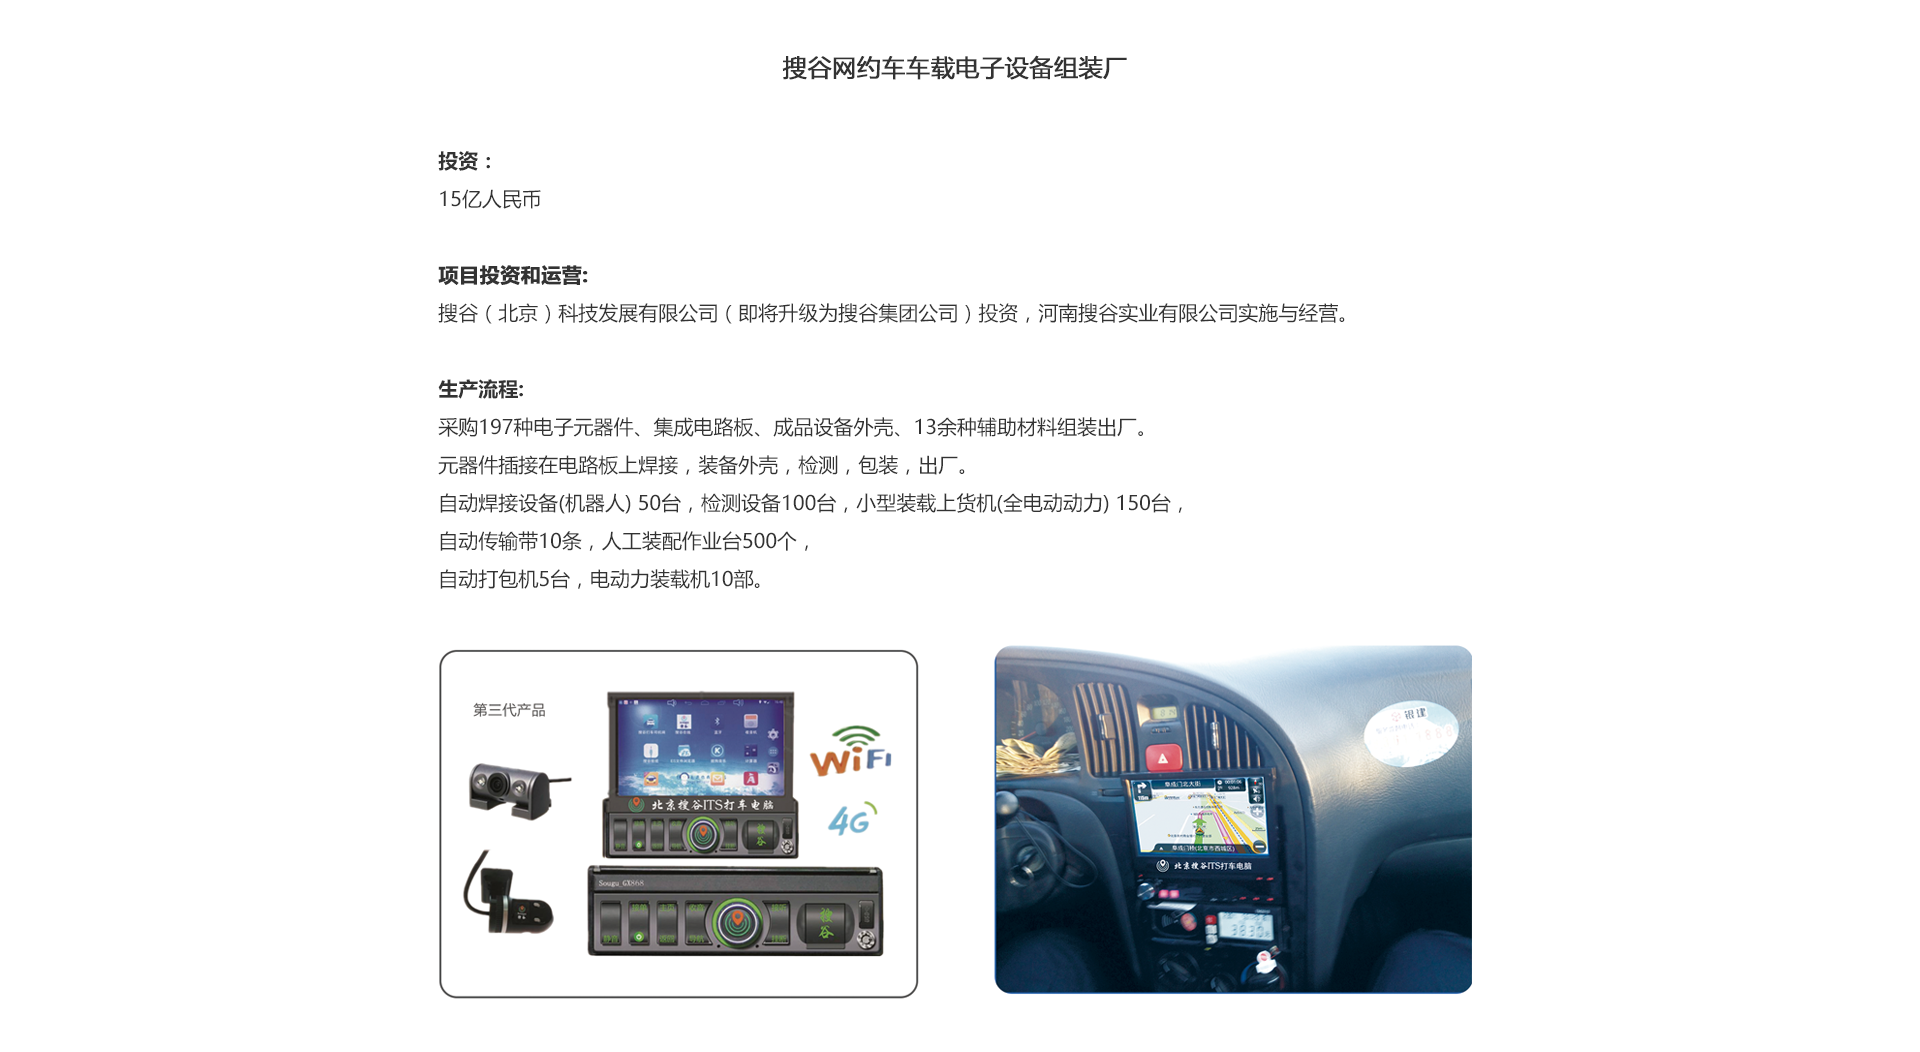 搜谷网约车车载电子设备组装厂
投资：
15亿人民币
项目投资和运营:
搜谷（北京）科技发展有限公司（即将升级为搜谷集团公司）投资，河南搜谷实业有限公司实施与经营。
生产流程:
采购197种电子元器件、集成电路板、成品设备外壳、13余种辅助材料组装出厂。
元器件插接在电路板上焊接，装备外壳，检测，包装，出厂。
自动焊接设备(机器人) 50台，检测设备100台，小型装载上货机(全电动动力) 150台，
自动传输带10条，人工装配作业台500个，
自动打包机5台，电动力装载机10部。
第三代产品
WiFi
4G
北京搜谷ITS打车电脑
Sougu_GX868
搜谷
银建
阜成门北大街
北京搜谷ITS打车电脑